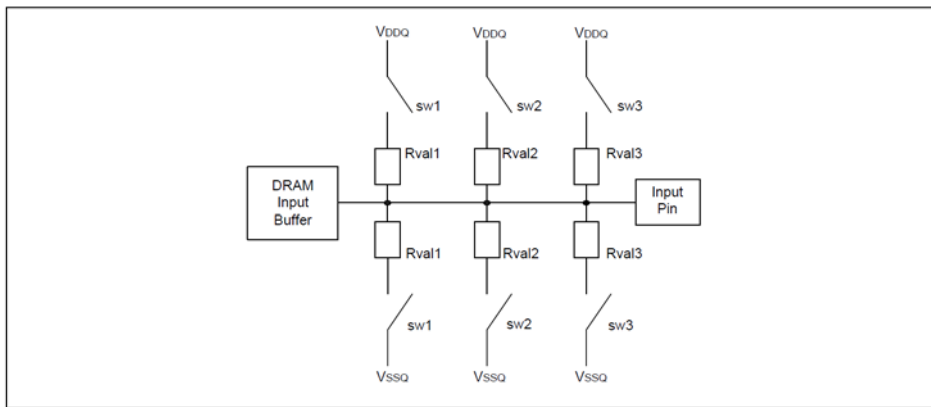 VDDQ VDDQ VDDQ
sw1 sw2 sw3
Rval1 Rval2 Rval3
DRAM
Input
Buffer
Input
Pin
Rval1 Rval2 Rval3
sw1 sw2 sw3
VSSQ VSSQ VSSQ